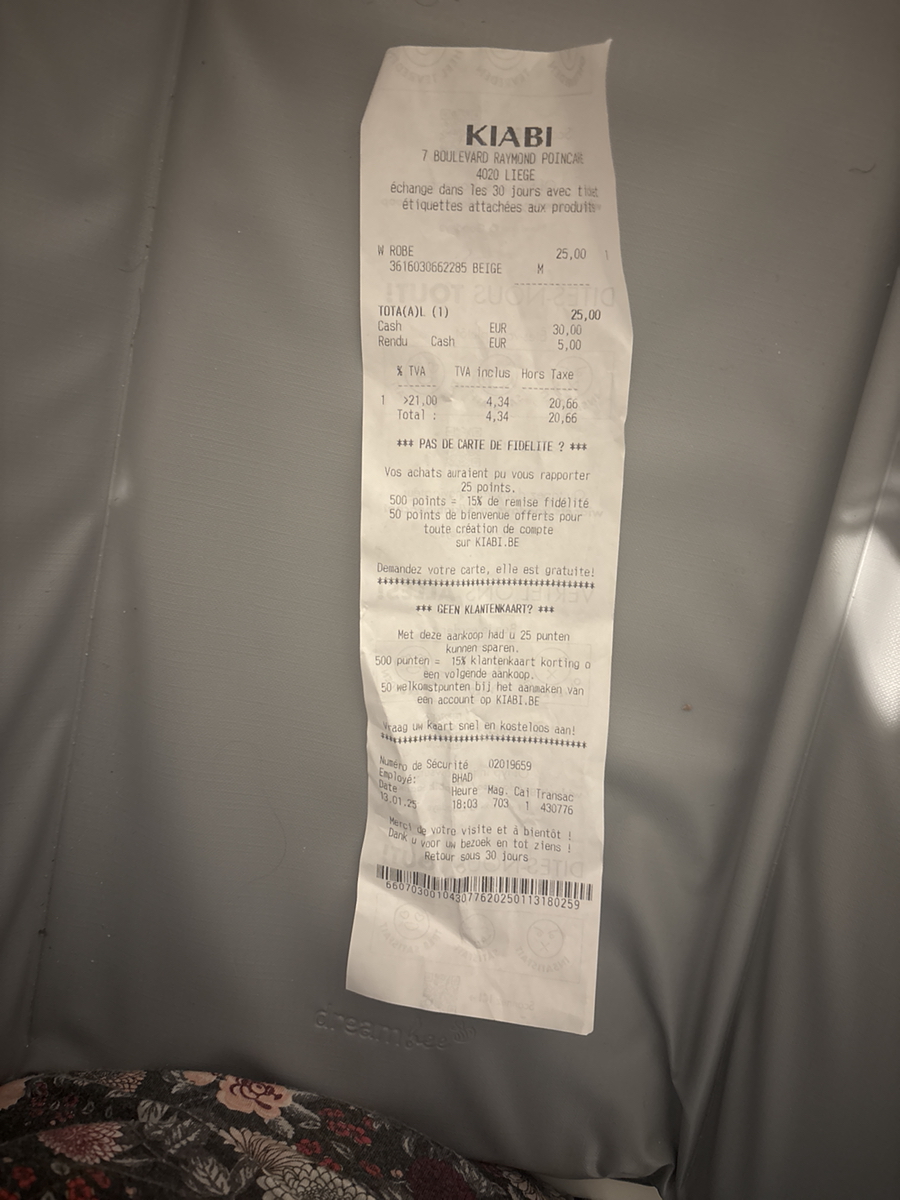 KIABI
7 BOULEVARD RAYMOND POINCAR
4020 LIEGE
échange dans les 30 jours avec
étiquettes attachées aux produits
W ROBE 25,00 1
3616030662285 BEIGE M
--------------
TOTA(A)L (1) 25,00
Cash EUR 30,00
Rendu Cash EUR 5,00
% TVA TVA inclus Hors Taxe
------- ---------- ----------
1 >21,00 4,34 20,66
Total : 4,34 20,66
*** PAS DE CARTE DE FIDELITE ? ***
Vos achats auraient pu vous rapporter
25 points.
500 points = 15% de remise fidélité
50 points de bienvenue offerts pour
toute création de compte
sur KIABI.BE
Demandez votre carte, elle est gratuite!
****************************************
*** GEEN KLANTENKAART? ***
Met deze aankoop had u 25 punten
kunnen sparen.
500 punten = 15% klantenkaart korting o
een volgende aankoop.
50 welkomstpunten bij het aanmaken van
een account op KIABI.BE
Vraag uw kaart snel en kosteloos aan!
****************************************
Numéro de Sécurité 02019659
Employé: BHAD
Date Heure Mag. Cai Transac
13.01.25 18:03 703 1 430776
Merci de votre visite et à bientôt !
Dank u voor uw bezoek en tot ziens !
Retour sous 30 jours
660703001043077620250113180259
dreambee